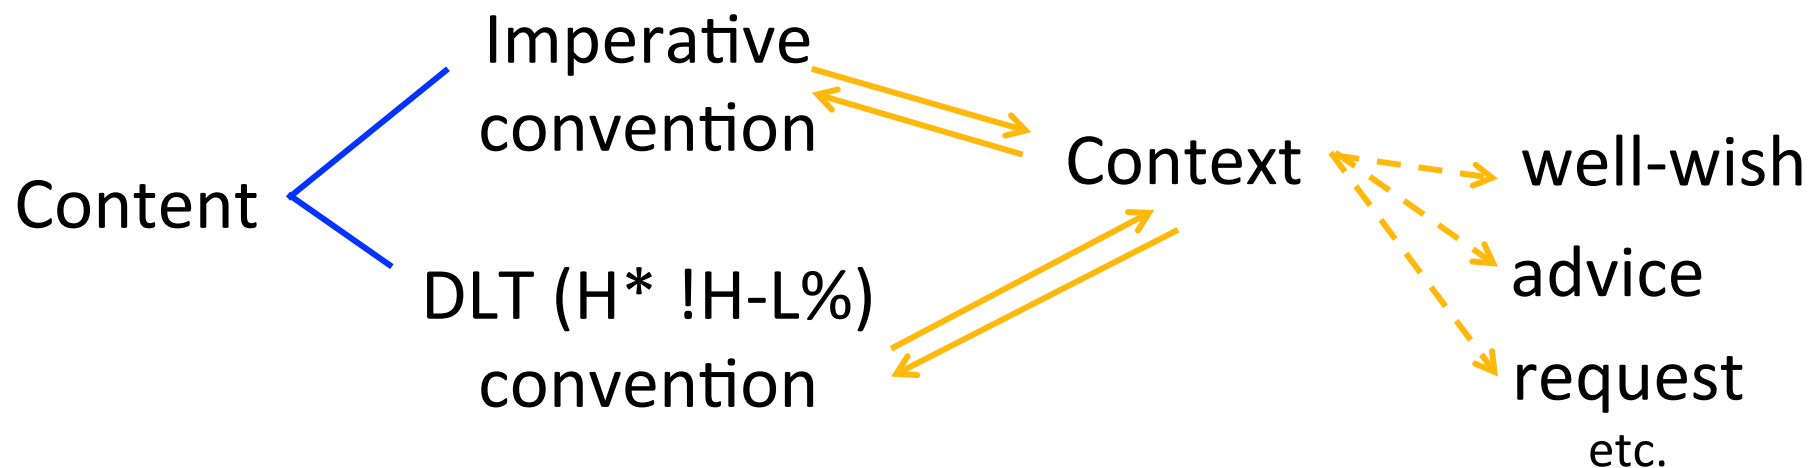 Imperative
convention
Content
DLT (H* !H-L%)
convention
Context
well-wish
advice
request
etc.